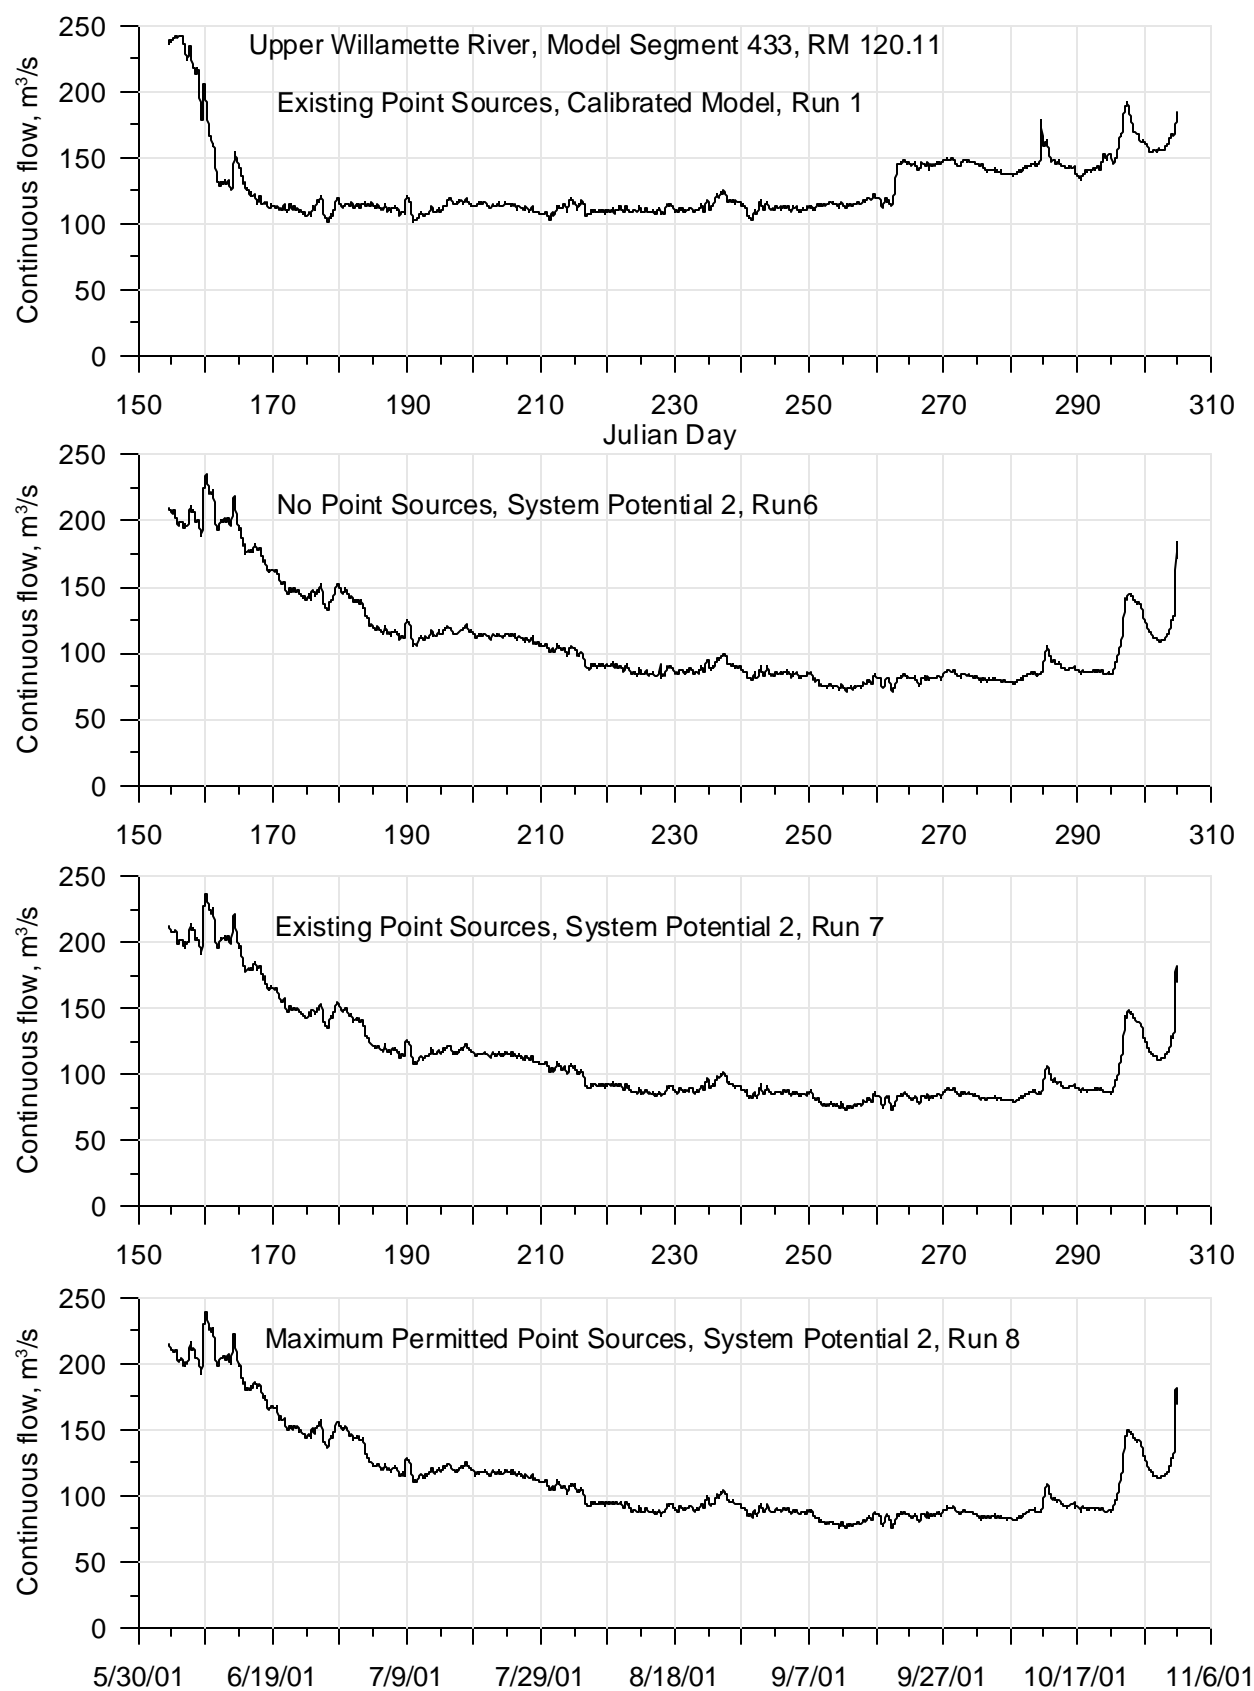 250
Upper Willamette River, Model Segment 433, RM 120.11
200
Existing Point Sources, Calibrated Model, Run 1
150
100
50
0
Continuous flow, m³/s
150 170 190 210 230 250 270 290 310
Julian Day
250
No Point Sources, System Potential 2, Run6
200
150
100
50
0
Continuous flow, m³/s
150 170 190 210 230 250 270 290 310
250
Existing Point Sources, System Potential 2, Run 7
200
150
100
50
0
Continuous flow, m³/s
150 170 190 210 230 250 270 290 310
250
Maximum Permitted Point Sources, System Potential 2, Run 8
200
150
100
50
0
Continuous flow, m³/s
5/30/01 6/19/01 7/9/01 7/29/01 8/18/01 9/7/01 9/27/01 10/17/01 11/6/01